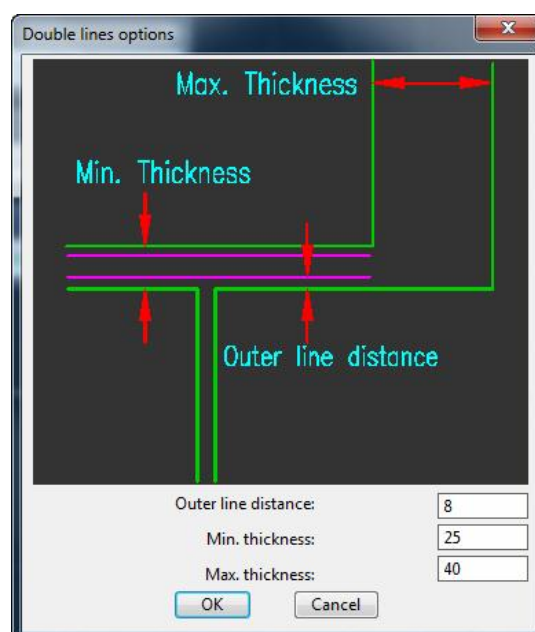 Double lines options
Max. Thickness
Min. Thickness
Outer line distance
Outer line distance: 8
Min. thickness: 25
Max. thickness: 40
OK Cancel